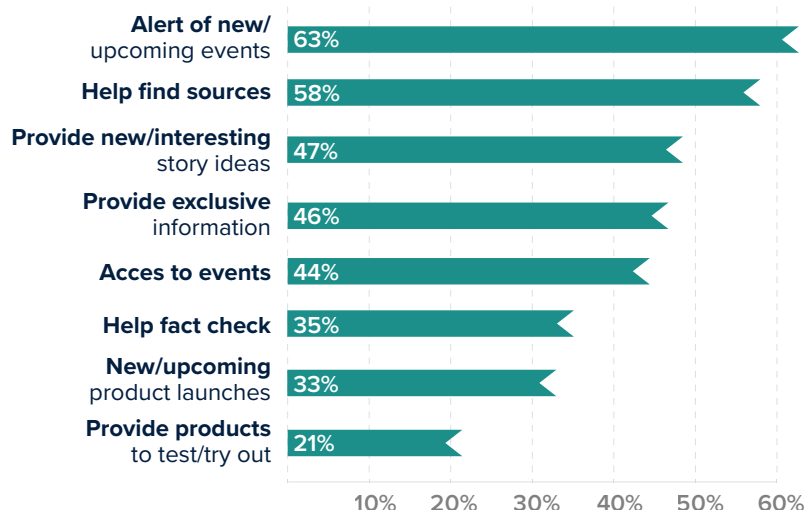 Alert of new/
upcoming events
63%
Help find sources
58%
Provide new/interesting
story ideas
47%
Provide exclusive
information
46%
Acces to events
44%
Help fact check
35%
New/upcoming
product launches
33%
Provide products
to test/try out
21%
10% 20% 30% 40% 50% 60%